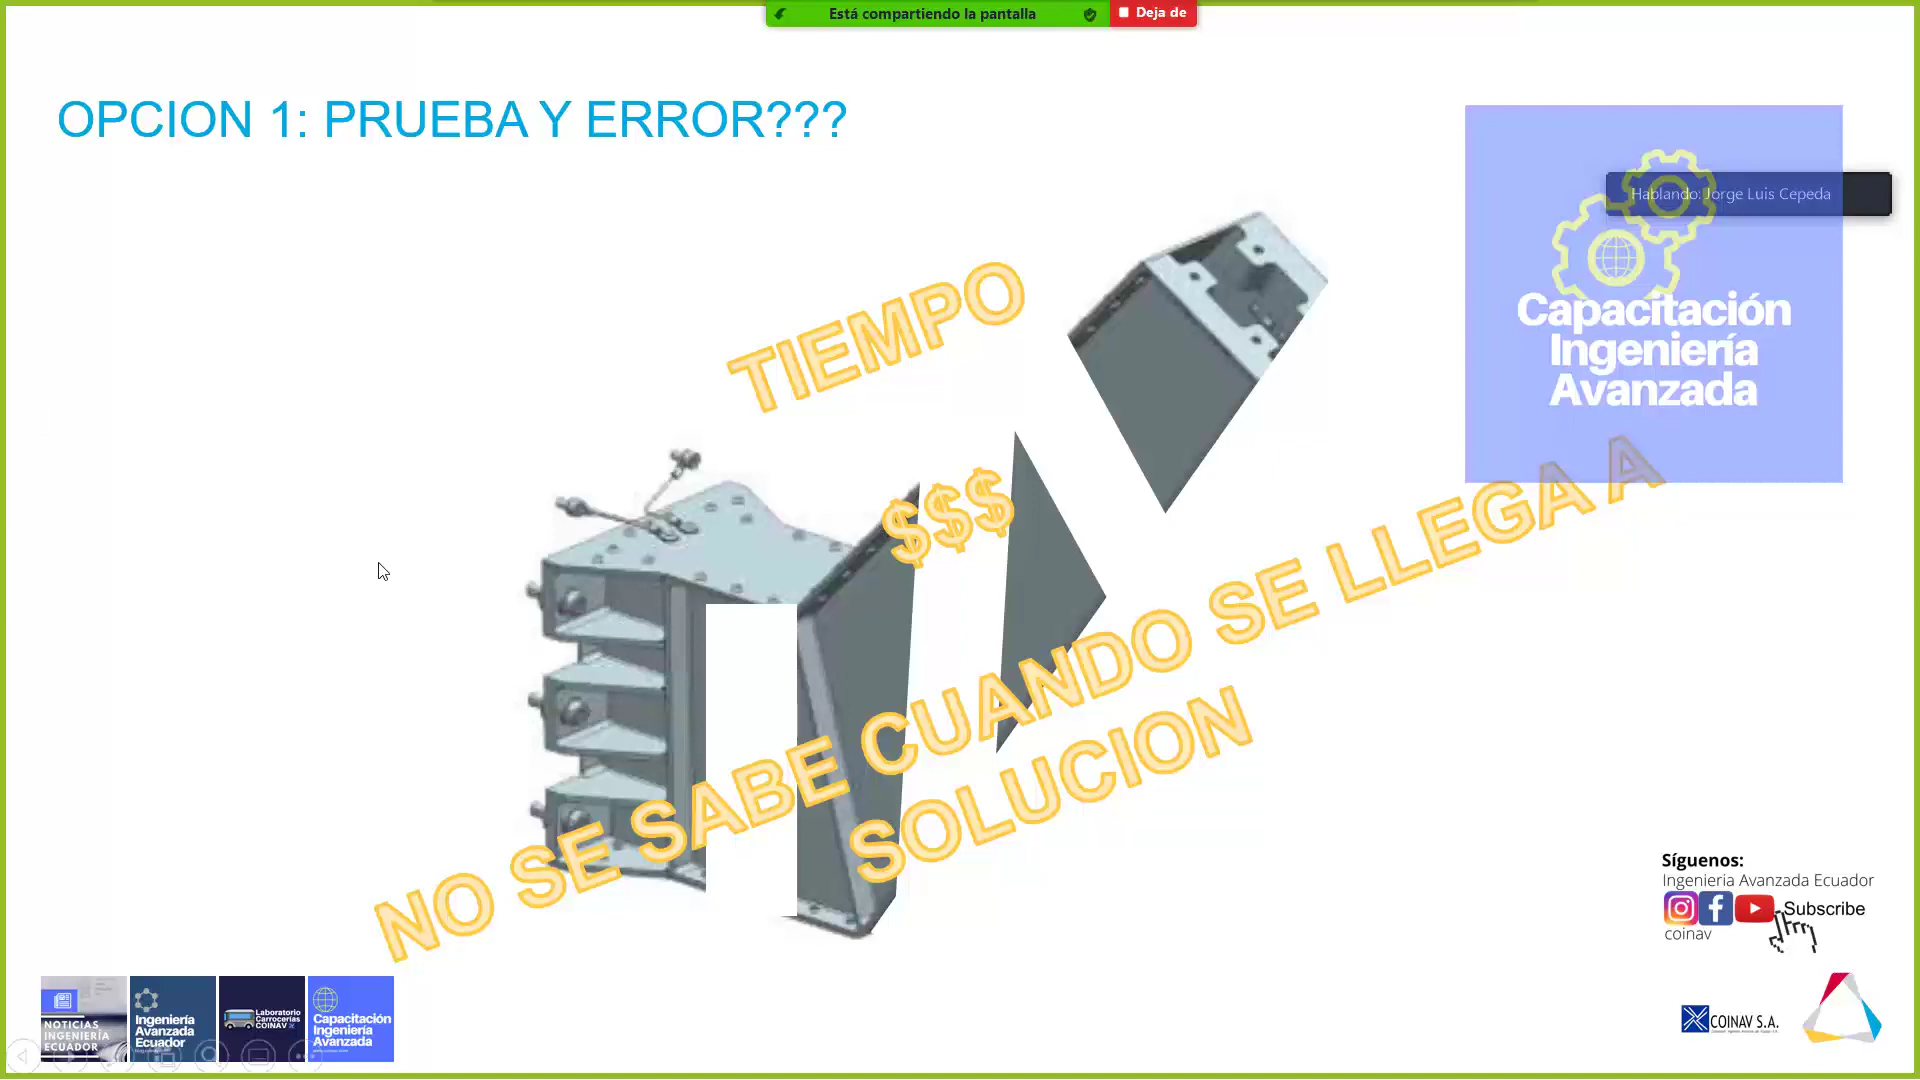 Está compartiendo la pantalla
Deja de
OPCION 1: PRUEBA Y ERROR???
Hablando: Jorge Luis Cepeda
Capacitación
Ingeniería
Avanzada
TIEMPO
$$$
NO SE SABE CUANDO SE LLEGA A
SOLUCION
Síguenos:
Ingenieria Avanzada Ecuador
Subscribe
coinav
NOTICIAS
INGENIERÍA
ECUADOR
Ingeniería
Avanzada
Ecuador
Laboratorio
Carrocerías
COINAV
Capacitación
Ingeniería
Avanzada
COINAV S.A.